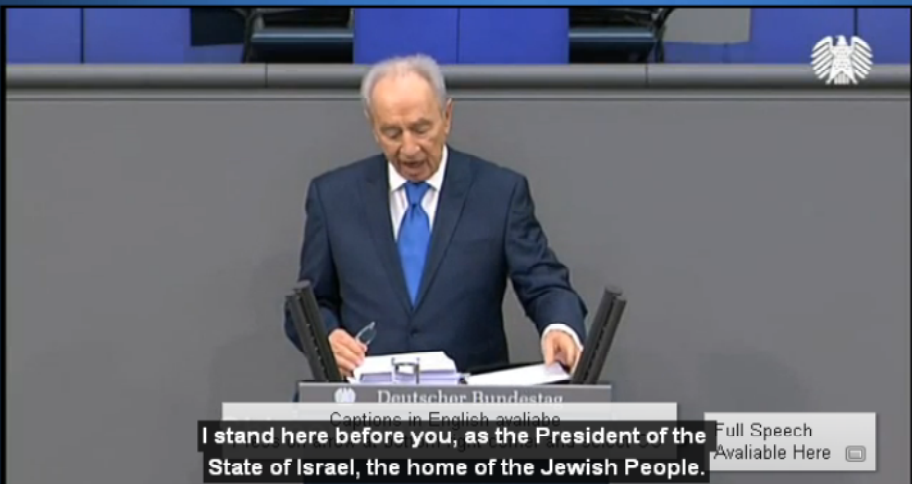 Deutscher Bundestag
Captions in English avaliabe
I stand here before you, as the President of the
State of Israel, the home of the Jewish People.
Full Speech
Avaliable Here